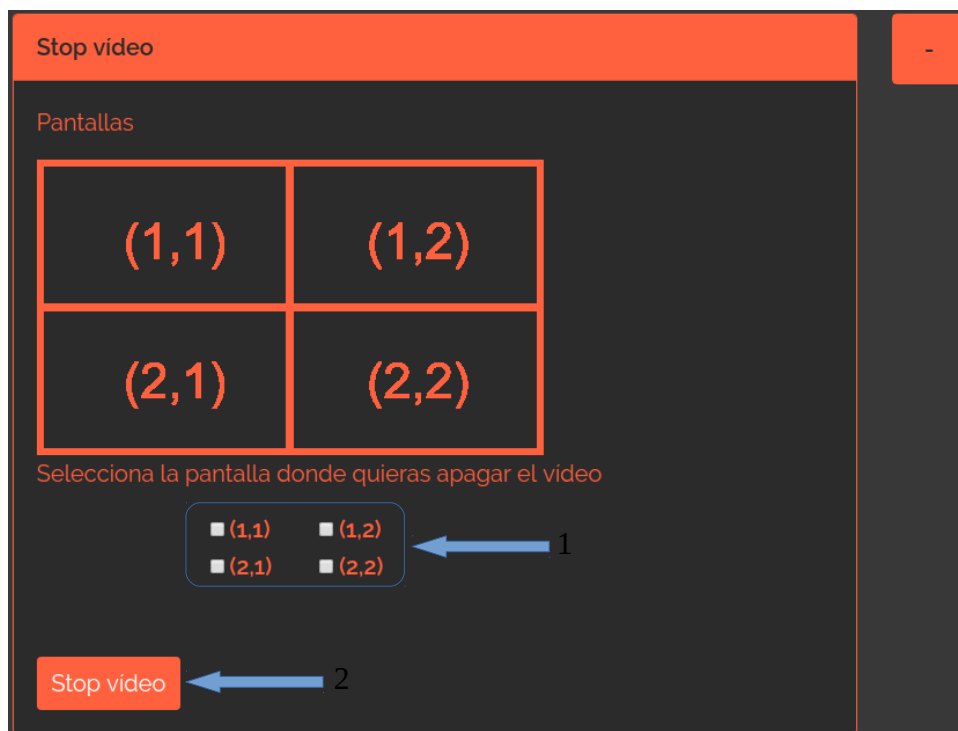 Stop vídeo
-
Pantallas
(1,1) (1,2)
(2,1) (2,2)
Selecciona la pantalla donde quieras apagar el vídeo
(1,1) (1,2)
1
(2,1) (2,2)
Stop vídeo
2